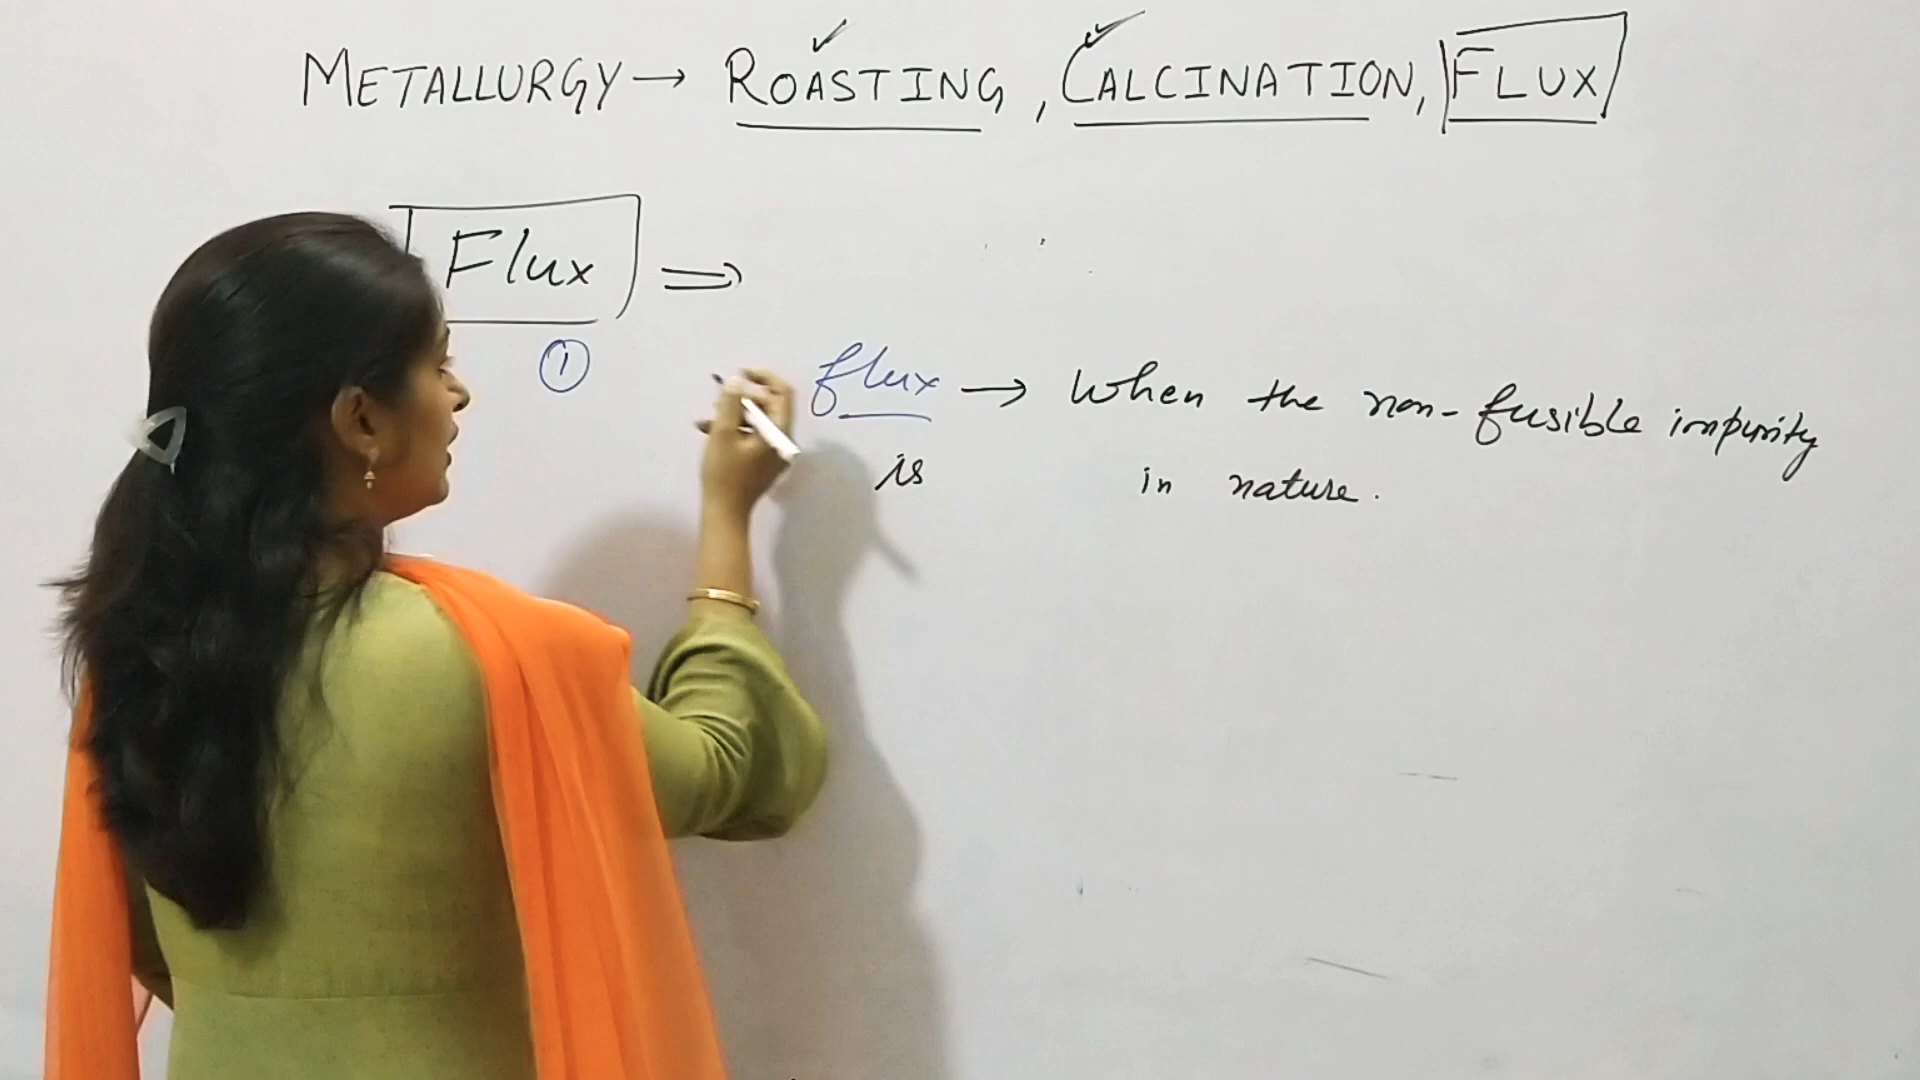 METALLURGY → ROASTING, CALCINATION, FLUX
Flux ⇒
①
flux → When the non-fusible impurity
is in nature.